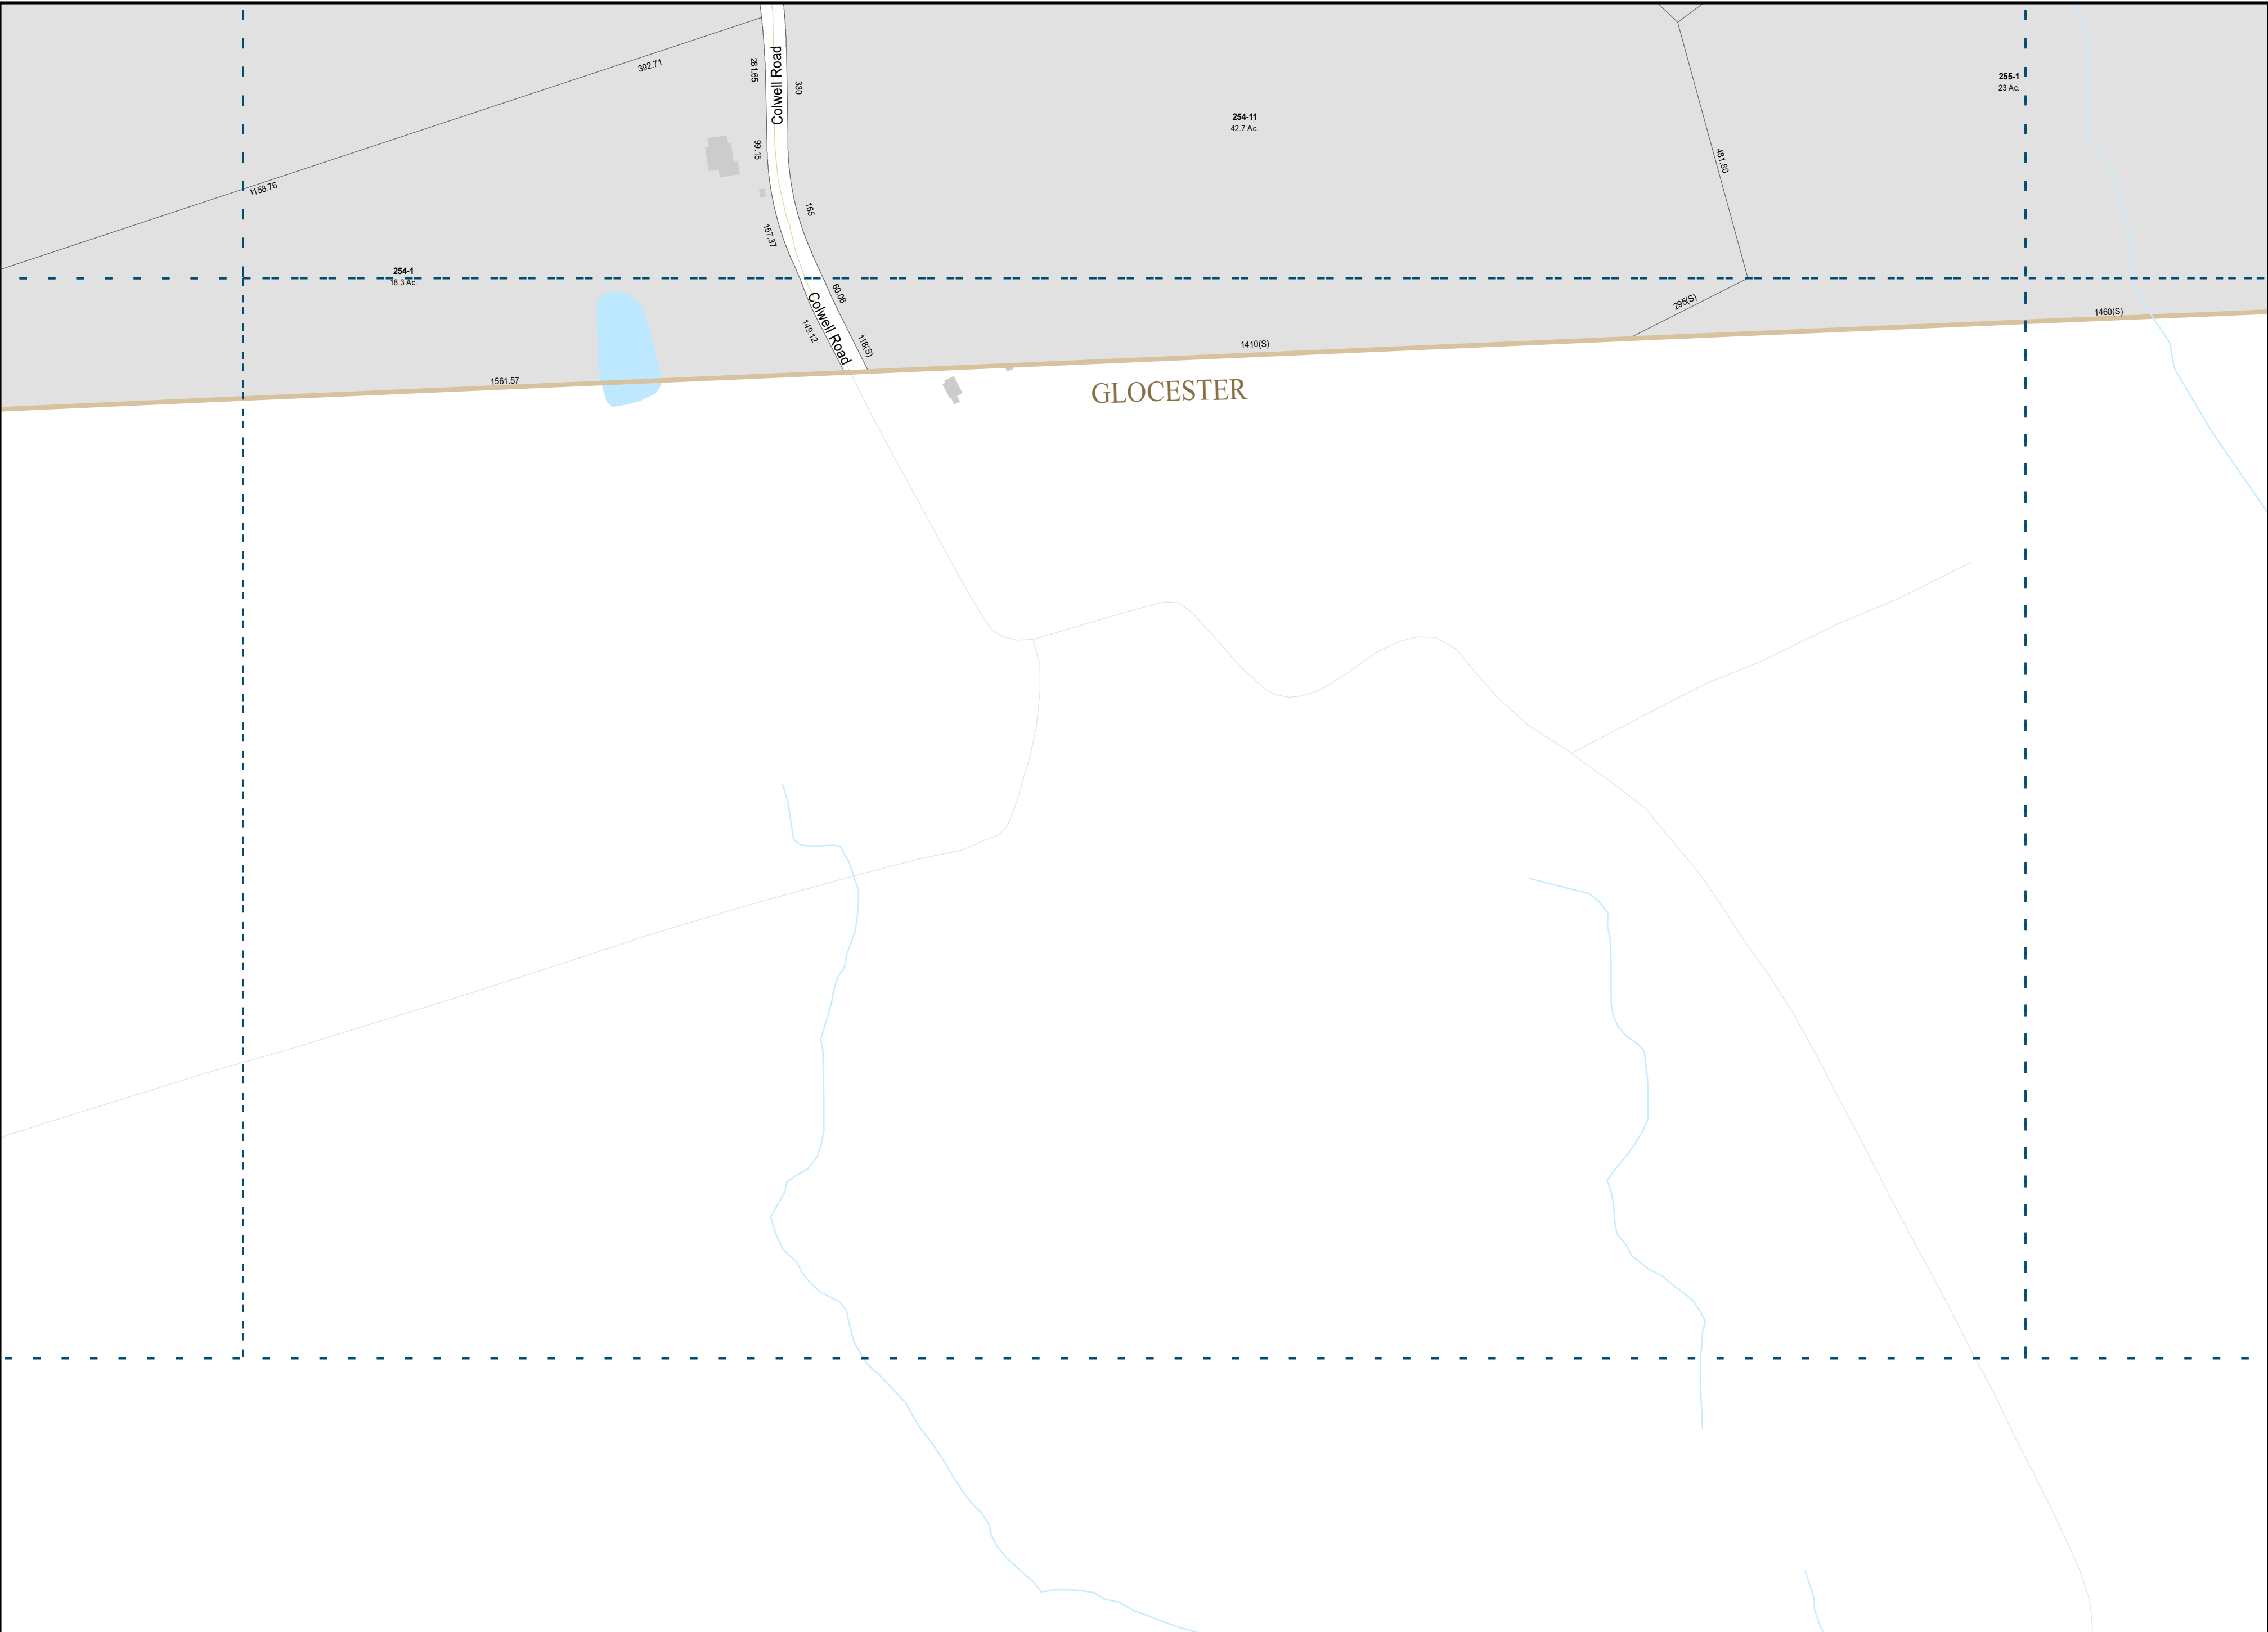 Colwell Road
281.65
330
392.71
255-1
23 Ac.
254-11
42.7 Ac.
99.15
481.80
1158.76
165
157.37
254-1
18.3 Ac.
60.06
Colwell Road
149.12
118(S)
295(S)
1460(S)
1410(S)
1561.57
GLOCESTER